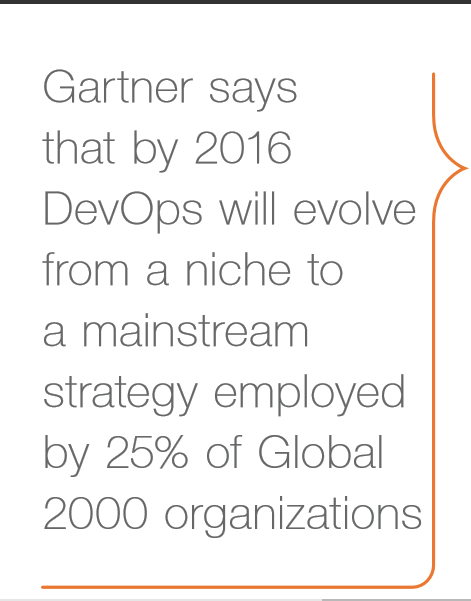 Gartner says
that by 2016
DevOps will evolve
from a niche to
a mainstream
strategy employed
by 25% of Global
2000 organizations